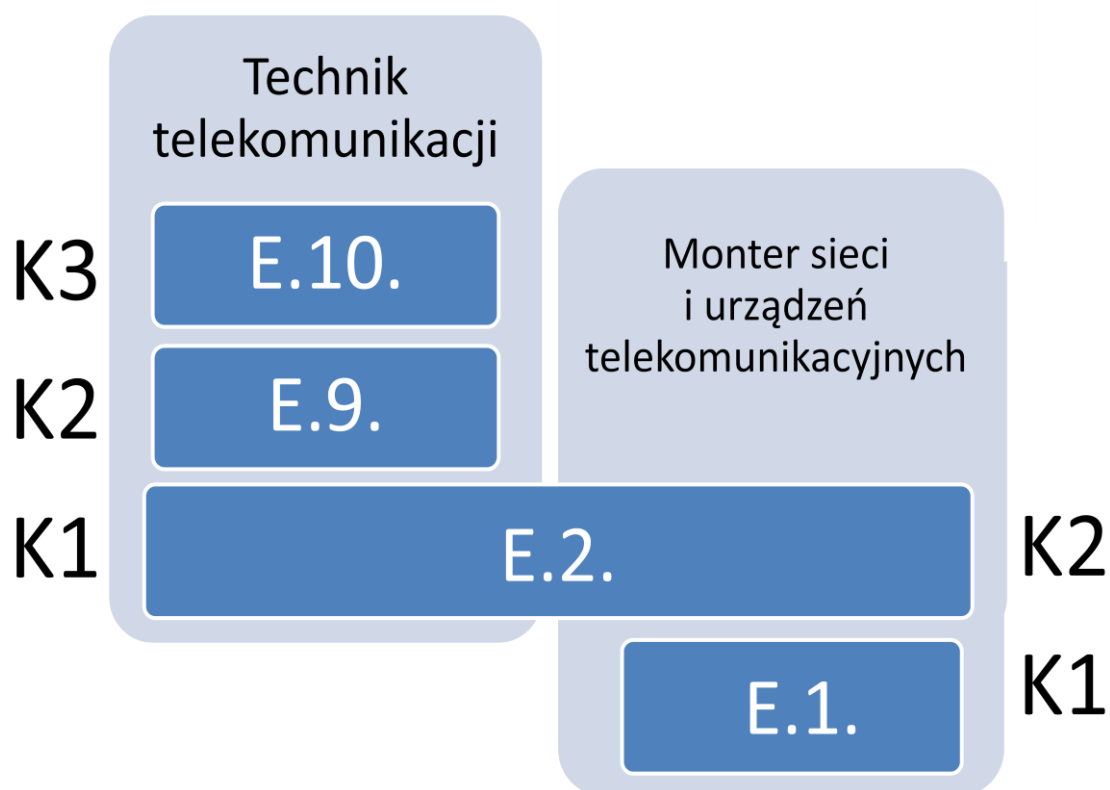 Technik
telekomunikacji
K3
E.10.
K2
E.9.
K1
E.2.
Monter sieci
i urządzeń
telekomunikacyjnych
K2
E.1.
K1